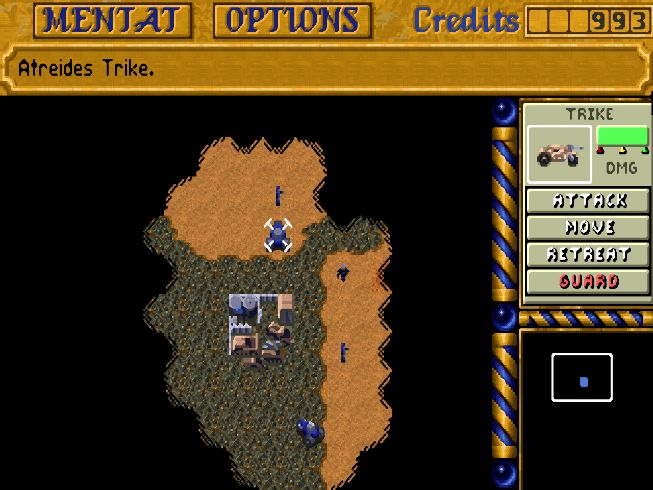 MENTAT OPTIONS Credits 993
Atreides Trike.
TRIKE
DMG
ATTACK
MOVE
RETREAT
GUARD